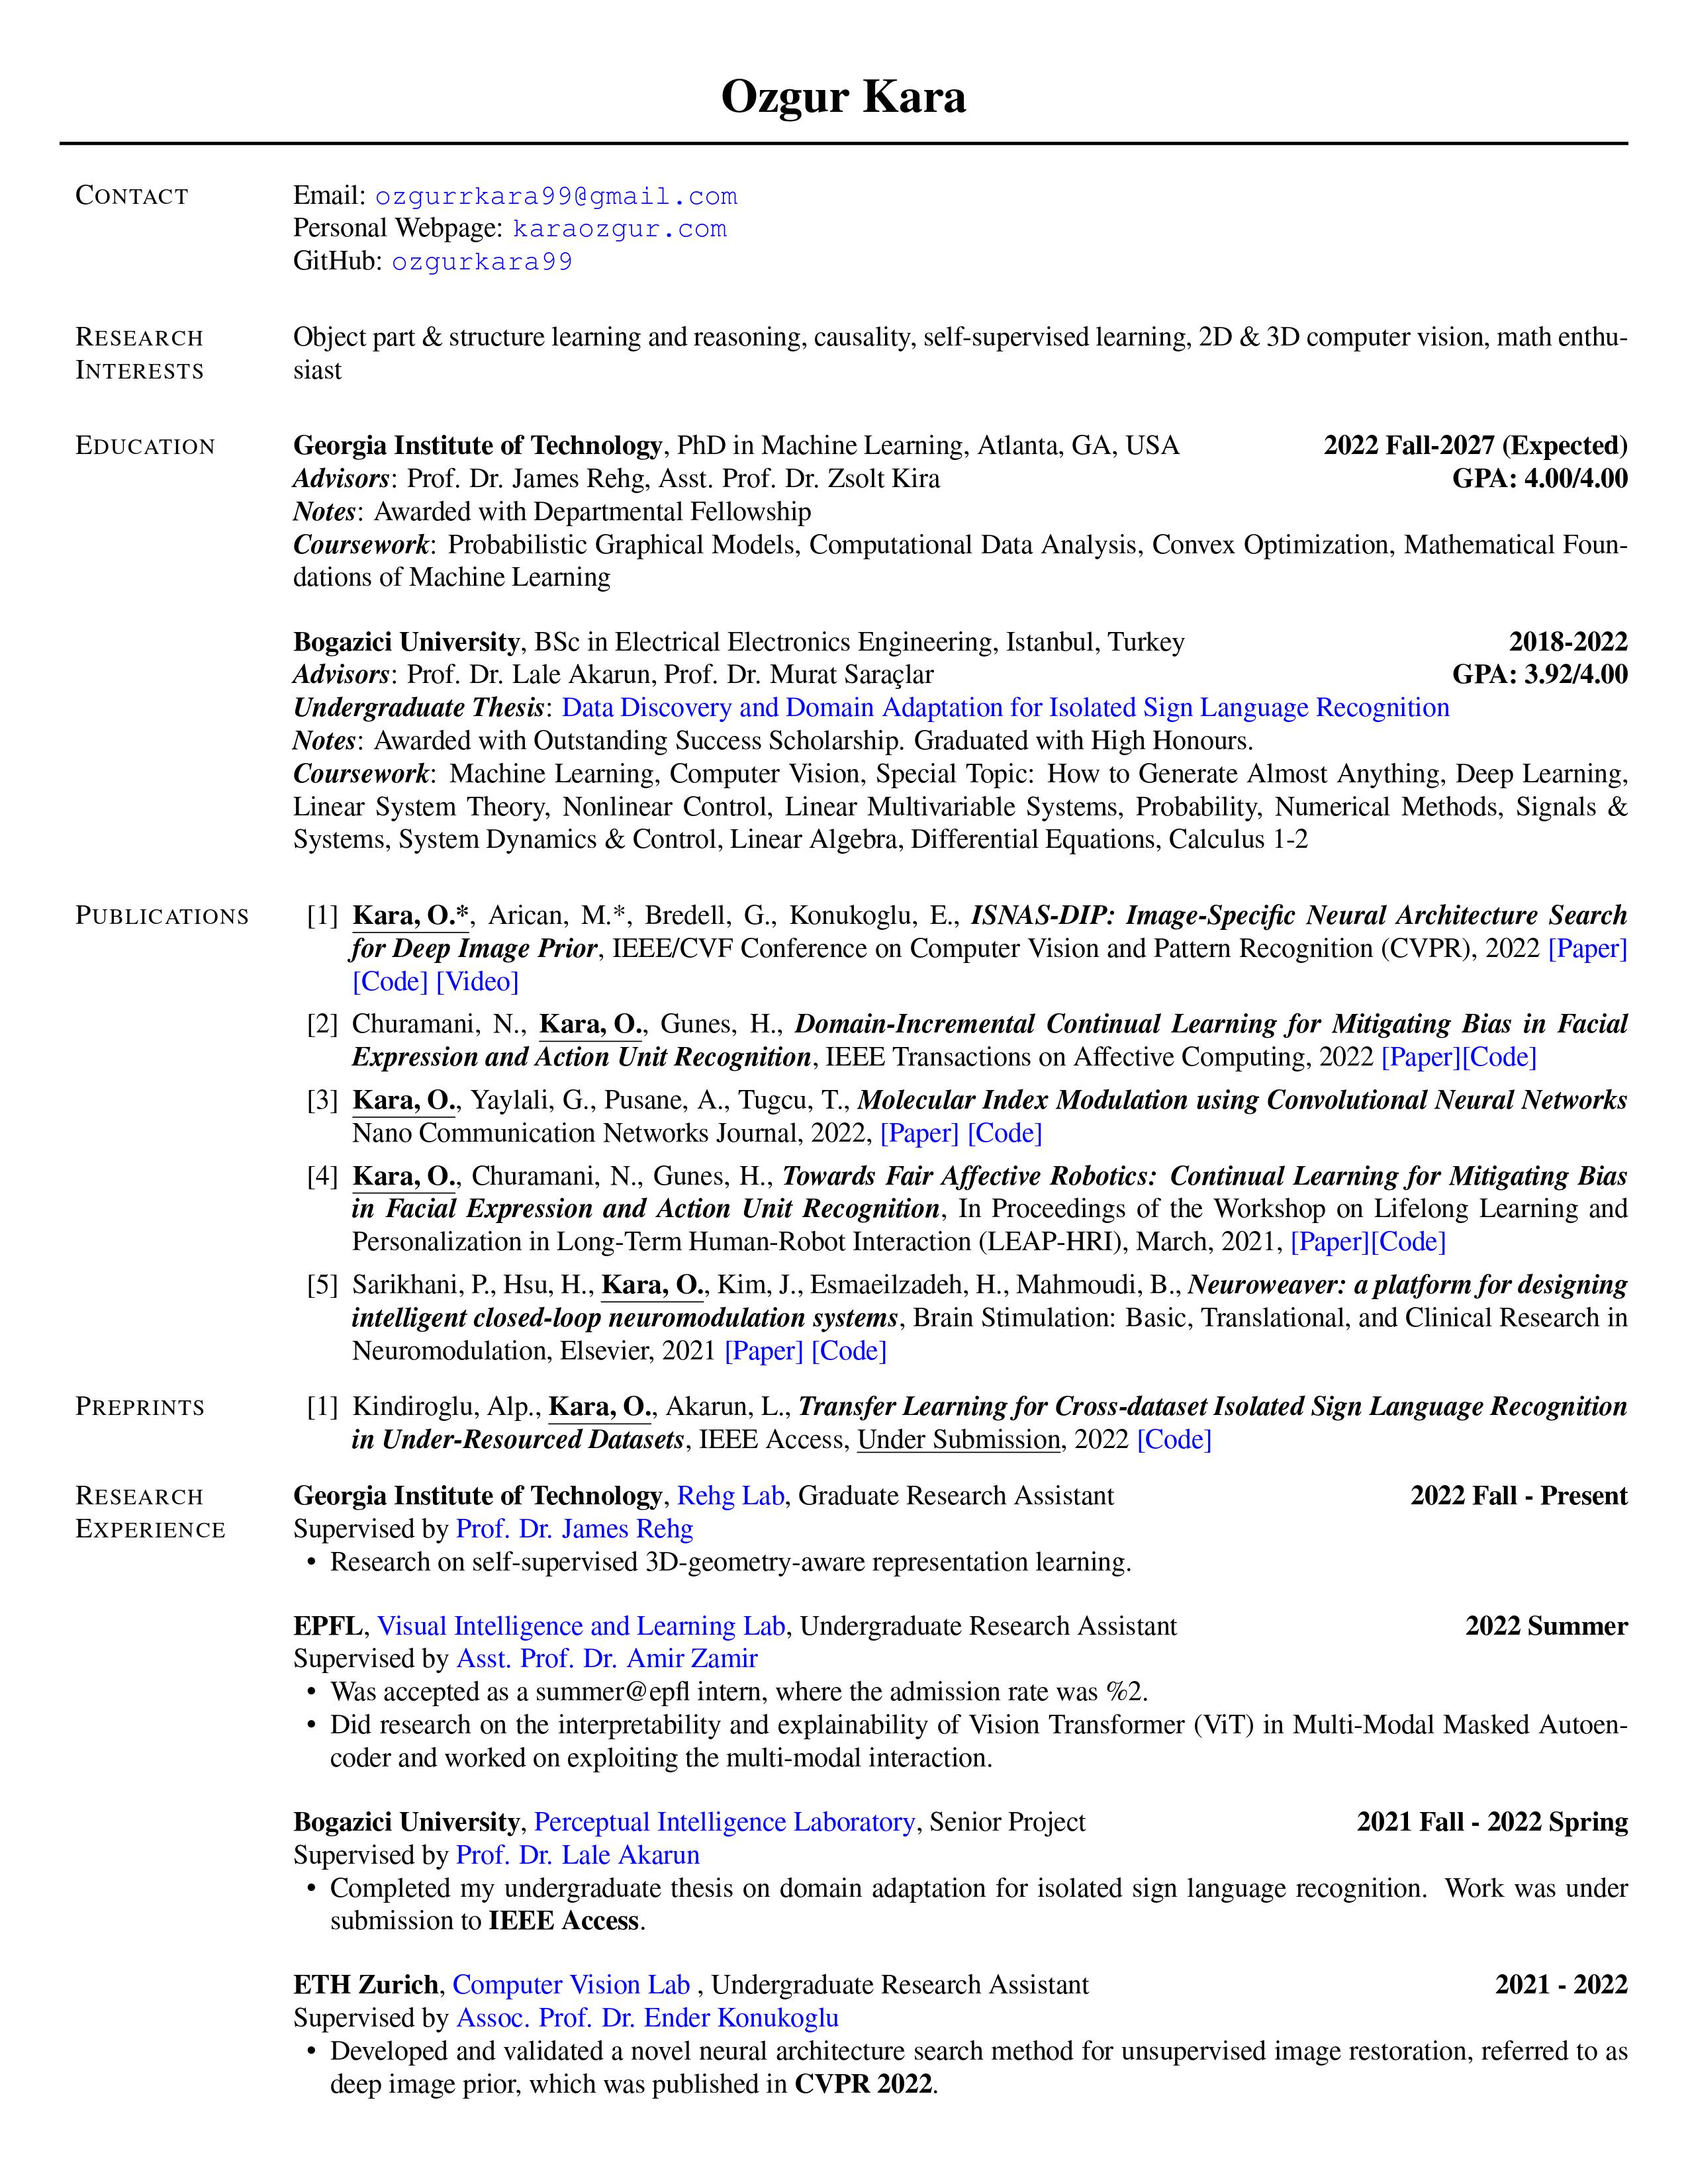 Ozgur Kara
CONTACT
Email: ozgurrkara99@gmail.com
Personal Webpage: karaozgur.com
GitHub: ozgurkara99
RESEARCH
INTERESTS
Object part & structure learning and reasoning, causality, self-supervised learning, 2D & 3D computer vision, math enthu-
siast
EDUCATION
Georgia Institute of Technology, PhD in Machine Learning, Atlanta, GA, USA 2022 Fall-2027 (Expected)
Advisors: Prof. Dr. James Rehg, Asst. Prof. Dr. Zsolt Kira GPA: 4.00/4.00
Notes: Awarded with Departmental Fellowship
Coursework: Probabilistic Graphical Models, Computational Data Analysis, Convex Optimization, Mathematical Foun-
dations of Machine Learning
Bogazici University, BSc in Electrical Electronics Engineering, Istanbul, Turkey 2018-2022
Advisors: Prof. Dr. Lale Akarun, Prof. Dr. Murat Saraçlar GPA: 3.92/4.00
Undergraduate Thesis: Data Discovery and Domain Adaptation for Isolated Sign Language Recognition
Notes: Awarded with Outstanding Success Scholarship. Graduated with High Honours.
Coursework: Machine Learning, Computer Vision, Special Topic: How to Generate Almost Anything, Deep Learning,
Linear System Theory, Nonlinear Control, Linear Multivariable Systems, Probability, Numerical Methods, Signals &
Systems, System Dynamics & Control, Linear Algebra, Differential Equations, Calculus 1-2
PUBLICATIONS
[1] Kara, O.*, Arican, M.*, Bredell, G., Konukoglu, E., ISNAS-DIP: Image-Specific Neural Architecture Search
for Deep Image Prior, IEEE/CVF Conference on Computer Vision and Pattern Recognition (CVPR), 2022 [Paper]
[Code] [Video]
[2] Churamani, N., Kara, O., Gunes, H., Domain-Incremental Continual Learning for Mitigating Bias in Facial
Expression and Action Unit Recognition, IEEE Transactions on Affective Computing, 2022 [Paper][Code]
[3] Kara, O., Yaylali, G., Pusane, A., Tugcu, T., Molecular Index Modulation using Convolutional Neural Networks
Nano Communication Networks Journal, 2022, [Paper] [Code]
[4] Kara, O., Churamani, N., Gunes, H., Towards Fair Affective Robotics: Continual Learning for Mitigating Bias
in Facial Expression and Action Unit Recognition, In Proceedings of the Workshop on Lifelong Learning and
Personalization in Long-Term Human-Robot Interaction (LEAP-HRI), March, 2021, [Paper][Code]
[5] Sarikhani, P., Hsu, H., Kara, O., Kim, J., Esmaeilzadeh, H., Mahmoudi, B., Neuroweaver: a platform for designing
intelligent closed-loop neuromodulation systems, Brain Stimulation: Basic, Translational, and Clinical Research in
Neuromodulation, Elsevier, 2021 [Paper] [Code]
PREPRINTS
[1] Kindiroglu, Alp., Kara, O., Akarun, L., Transfer Learning for Cross-dataset Isolated Sign Language Recognition
in Under-Resourced Datasets, IEEE Access, Under Submission, 2022 [Code]
RESEARCH
EXPERIENCE
Georgia Institute of Technology, Rehg Lab, Graduate Research Assistant 2022 Fall - Present
Supervised by Prof. Dr. James Rehg
• Research on self-supervised 3D-geometry-aware representation learning.
EPFL, Visual Intelligence and Learning Lab, Undergraduate Research Assistant 2022 Summer
Supervised by Asst. Prof. Dr. Amir Zamir
• Was accepted as a summer@epfl intern, where the admission rate was %2.
• Did research on the interpretability and explainability of Vision Transformer (ViT) in Multi-Modal Masked Autoen-
coder and worked on exploiting the multi-modal interaction.
Bogazici University, Perceptual Intelligence Laboratory, Senior Project 2021 Fall - 2022 Spring
Supervised by Prof. Dr. Lale Akarun
• Completed my undergraduate thesis on domain adaptation for isolated sign language recognition. Work was under
submission to IEEE Access.
ETH Zurich, Computer Vision Lab , Undergraduate Research Assistant 2021 - 2022
Supervised by Assoc. Prof. Dr. Ender Konukoglu
• Developed and validated a novel neural architecture search method for unsupervised image restoration, referred to as
deep image prior, which was published in CVPR 2022.